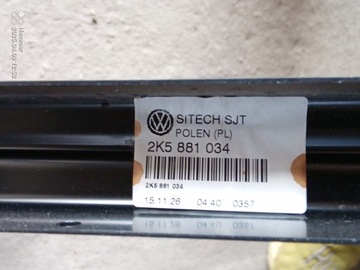 SITECH SJT
POLEN (PL)
2K5 881 034
2K5 881 034
15.11.26 04:40 0357